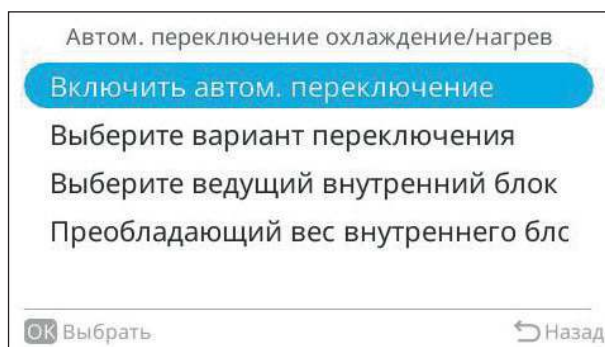 Автом. переключение охлаждение/нагрев
Включить автом. переключение
Выберите вариант переключения
Выберите ведущий внутренний блок
Преобладающий вес внутреннего блс
OK Выбрать
Назад